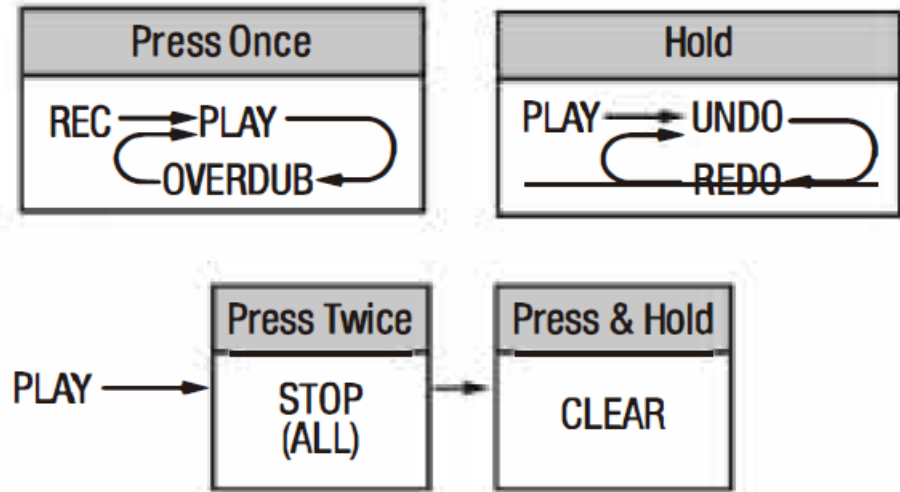 Press Once
REC PLAY
OVERDUB
Hold
PLAY UNDO
REDO
Press Twice
PLAY
STOP
(ALL)
Press & Hold
CLEAR